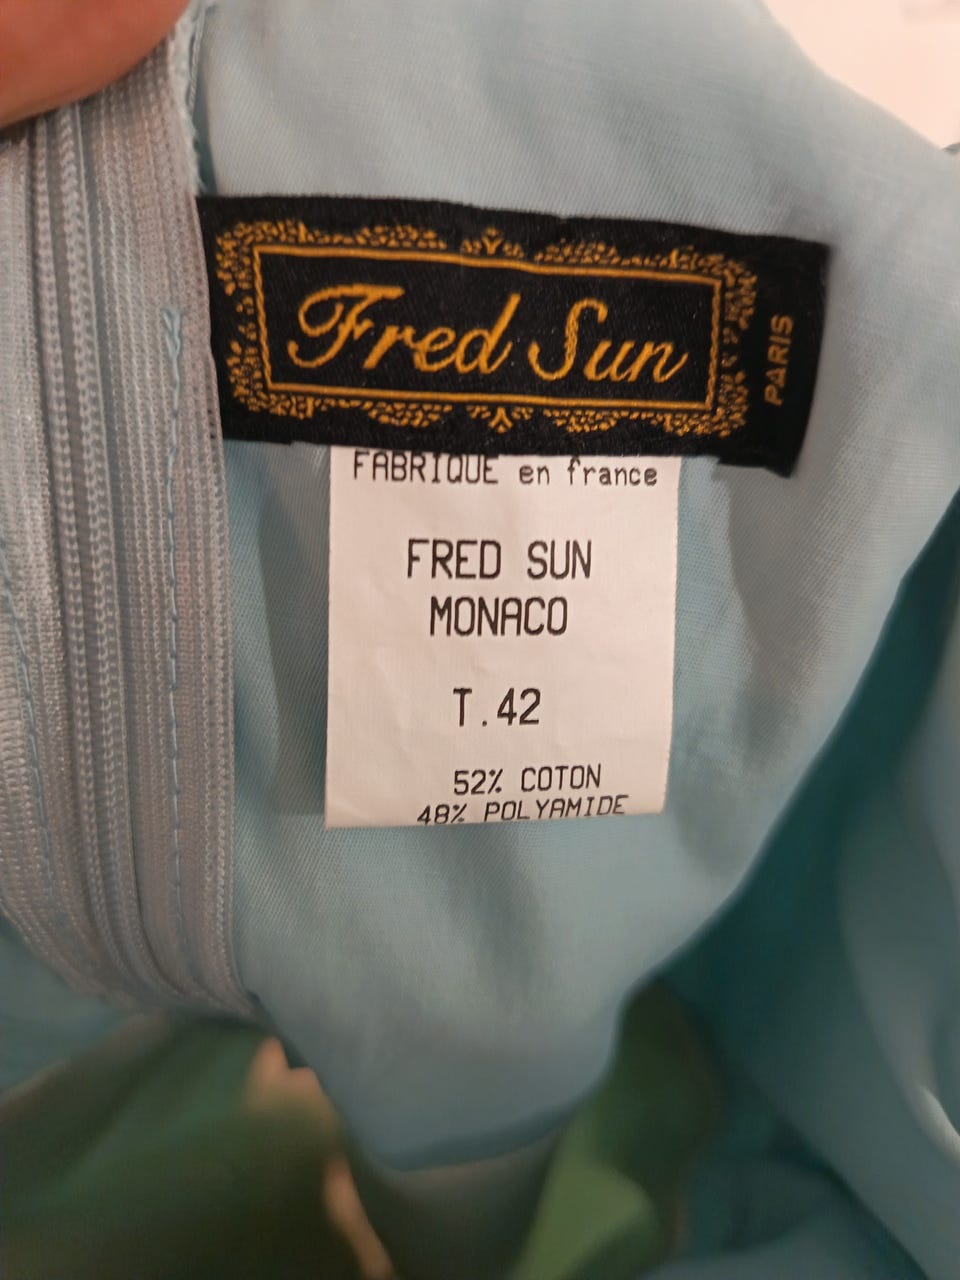 Fred Sun
PARIS
FABRIQUE en france
FRED SUN
MONACO
T.42
52% COTON
48% POLYAMIDE